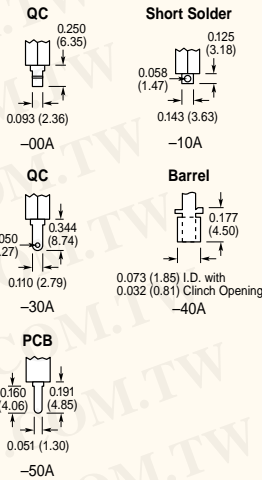 QC
0.250
(6.35)
0.093 (2.36)
–00A
Short Solder
0.125
(3.18)
0.058
(1.47)
0.143 (3.63)
–10A
QC
0.344
(8.74)
050
27)
0.110 (2.79)
–30A
Barrel
0.177
(4.50)
0.073 (1.85) I.D. with
0.032 (0.81) Clinch Opening
–40A
PCB
0.160
(4.06)
0.191
(4.85)
0.051 (1.30)
–50A